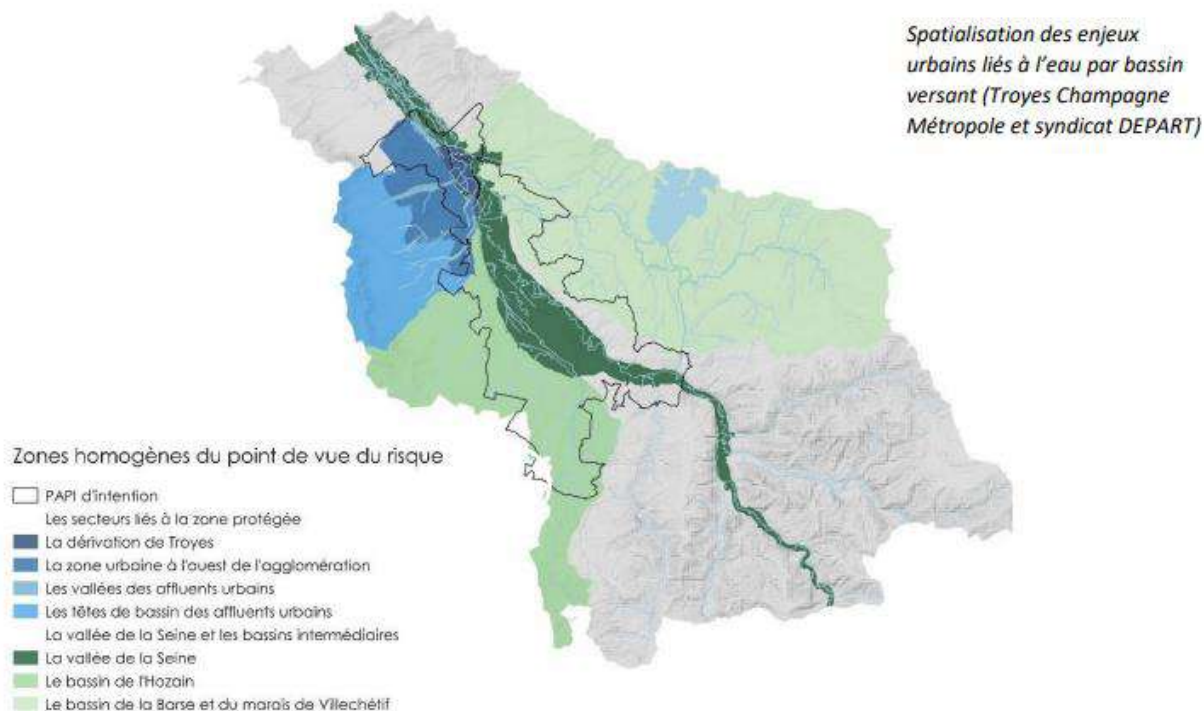 Spatialisation des enjeux
urbains liés à l'eau par bassin
versant (Troyes Champagne
Métropole et syndicat DEPART)
Zones homogènes du point de vue du risque
PAPI d'intention
Les secteurs liés à la zone protégée
La dérivation de Troyes
La zone urbaine à l'ouest de l'agglomération
Les vallées des affluents urbains
Les têtes de bassin des affluents urbains
La vallée de la Seine et les bassins intermédiaires
La vallée de la Seine
Le bassin de l'Hozain
Le bassin de la Barse et du marais de Villechétif